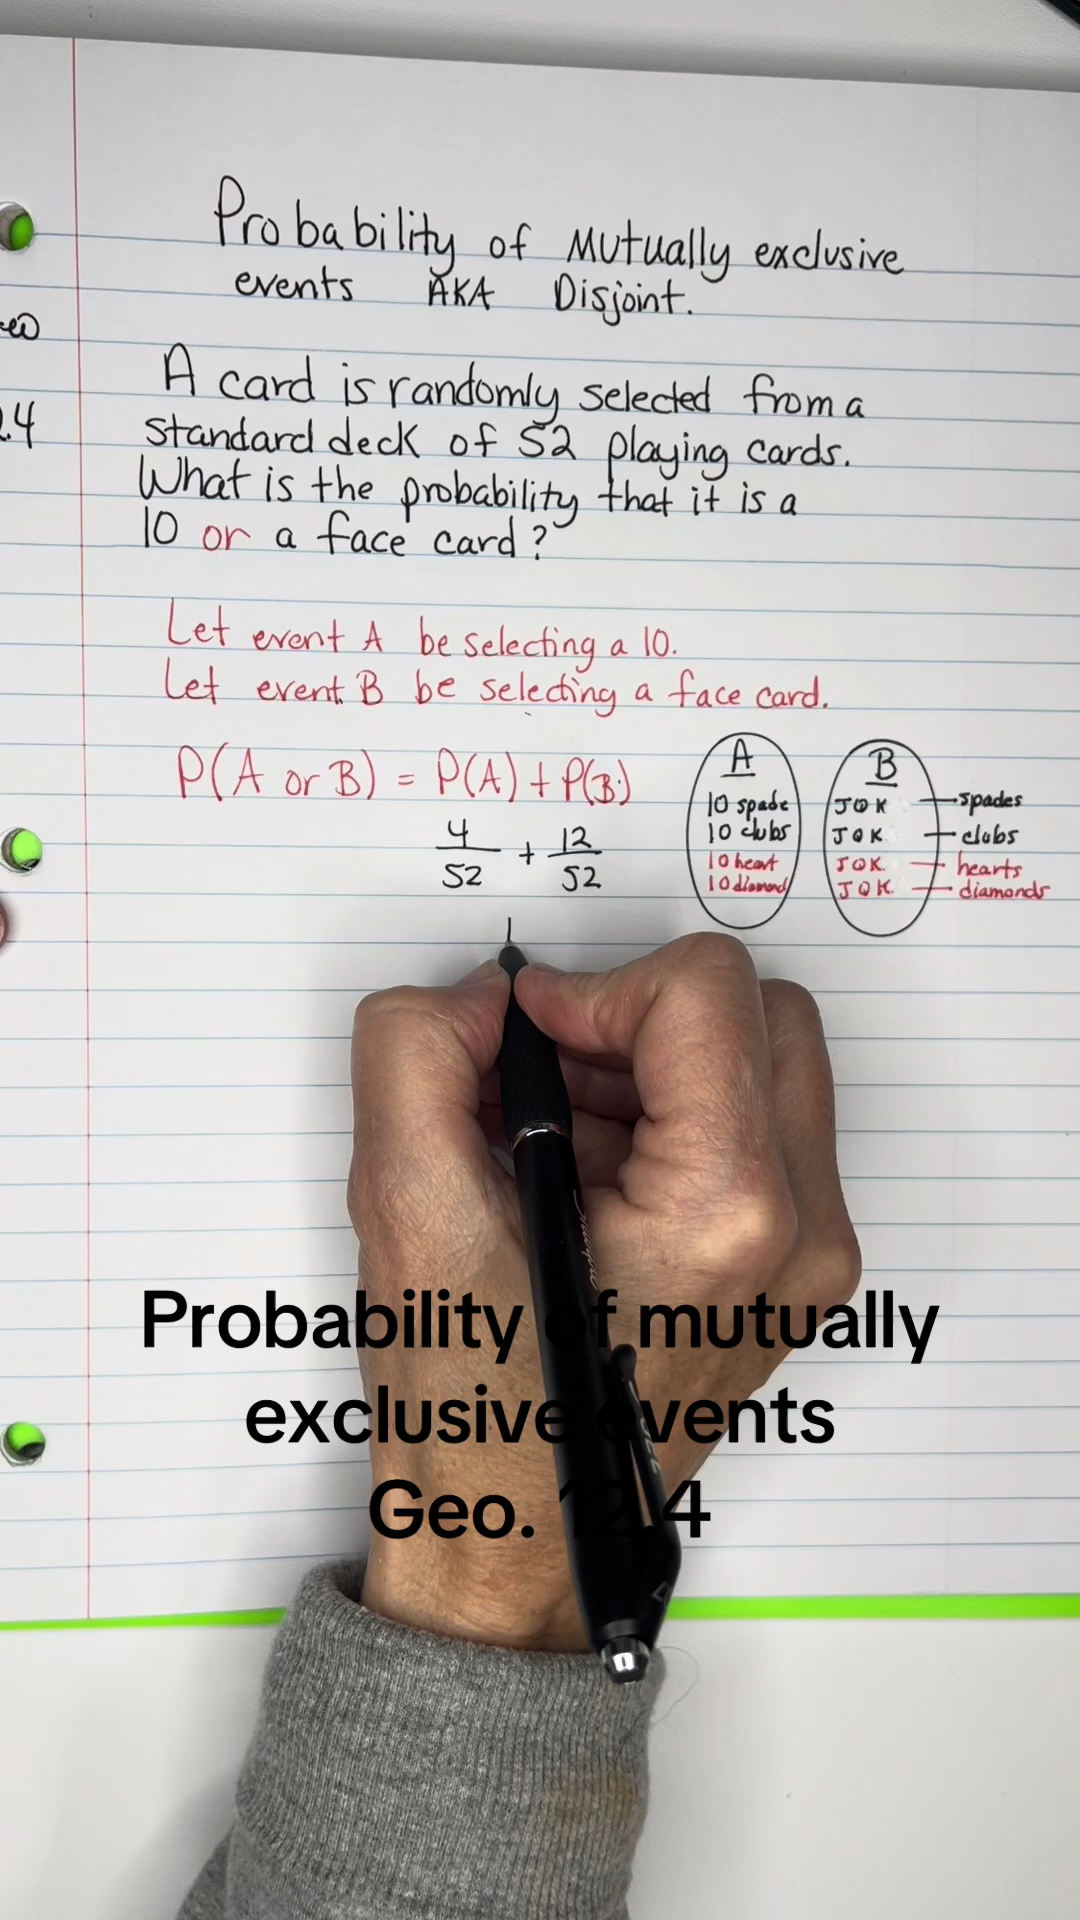 Probability of Mutually exclusive
events AKA Disjoint.
A card is randomly selected from a
standard deck of 52 playing cards.
What is the probability that it is a
10 or a face card?
Let event A be selecting a 10.
Let event B be selecting a face card.
P(A or B) = P(A) + P(B)
4/52 + 12/52
1
A
10 spade
10 clubs
10 heart
10 diamond
B
J Q K — spades
J Q K — clubs
J Q K — hearts
J Q K — diamonds
Probability of mutually
exclusive events
Geo. 12.4